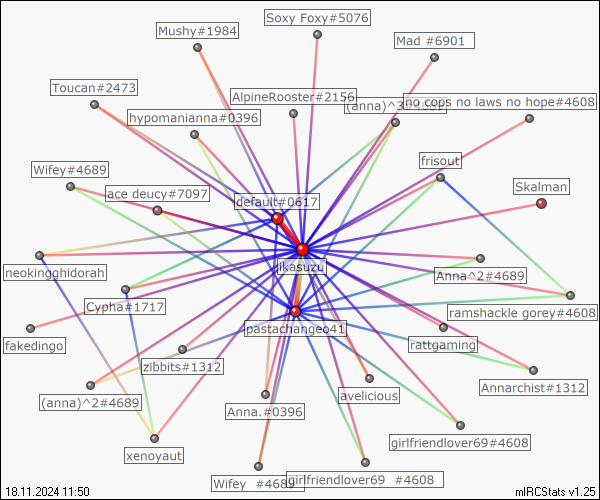 Soxy Foxy#5076
Mushy#1984
Mad #6901
Toucan#2473
AlpineRooster#2156
(anna)^3#4689
no cops no laws no hope#4608
hypomanianna#0396
frisout
Wifey#4689
ace deucy#7097
Skalman
default#0617
jkasuzu
neokingghidorah
Anna^2#4689
Cypha#1717
ramshackle gorey#4608
pastachangeo41
fakedingo
rattgaming
zibbits#1312
Annarchist#1312
(anna)^2#4689
Anna.#0396
avelicious
xenoyaut
girlfriendlover69#4608
Wifey #4689
girlfriendlover69 #4608
18.11.2024 11:50
mIRCStats v1.25